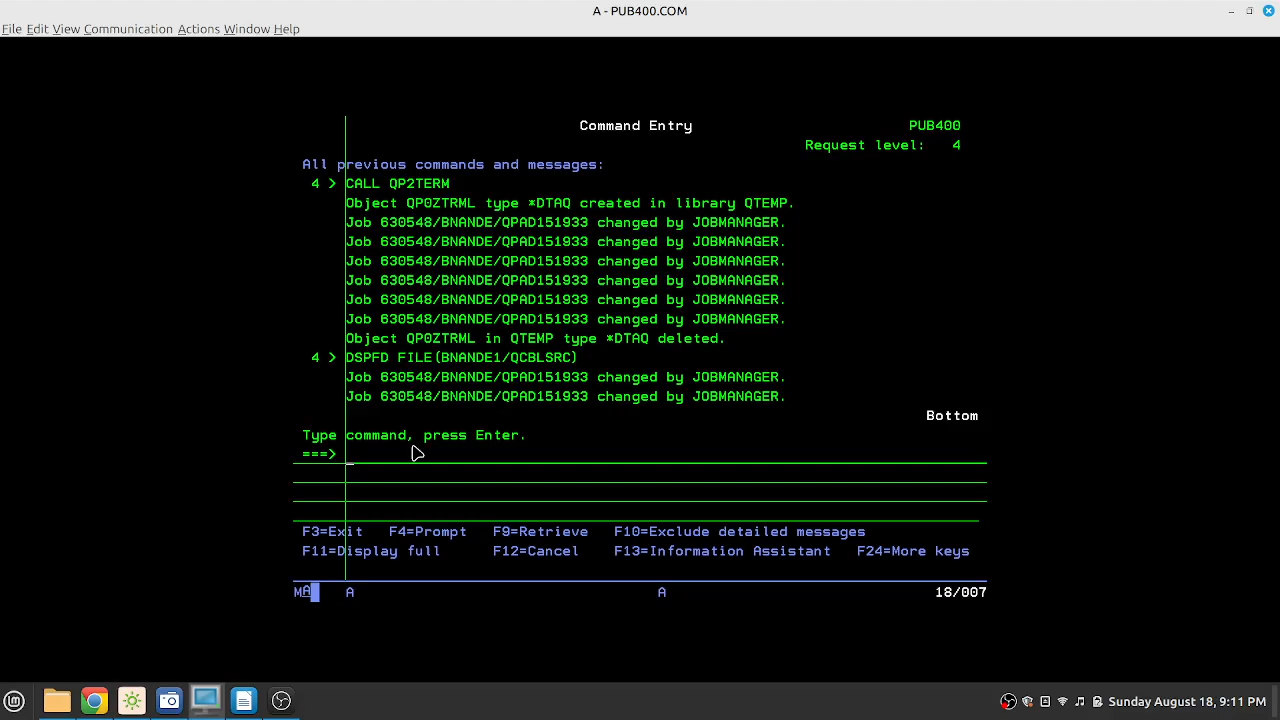 A - PUB400.COM
File Edit View Communication Actions Window Help
Command Entry PUB400
Request level: 4
All previous commands and messages:
4 > CALL QP2TERM
Object QP0ZTRML type *DTAQ created in library QTEMP.
Job 630548/BNANDE/QPAD151933 changed by JOBMANAGER.
Job 630548/BNANDE/QPAD151933 changed by JOBMANAGER.
Job 630548/BNANDE/QPAD151933 changed by JOBMANAGER.
Job 630548/BNANDE/QPAD151933 changed by JOBMANAGER.
Job 630548/BNANDE/QPAD151933 changed by JOBMANAGER.
Job 630548/BNANDE/QPAD151933 changed by JOBMANAGER.
Object QP0ZTRML in QTEMP type *DTAQ deleted.
4 > DSPFD FILE(BNANDE1/QCBLSRC)
Job 630548/BNANDE/QPAD151933 changed by JOBMANAGER.
Job 630548/BNANDE/QPAD151933 changed by JOBMANAGER.
Bottom
Type command, press Enter.
===>
F3=Exit F4=Prompt F9=Retrieve F10=Exclude detailed messages
F11=Display full F12=Cancel F13=Information Assistant F24=More keys
MA A A 18/007
Sunday August 18, 9:11 PM